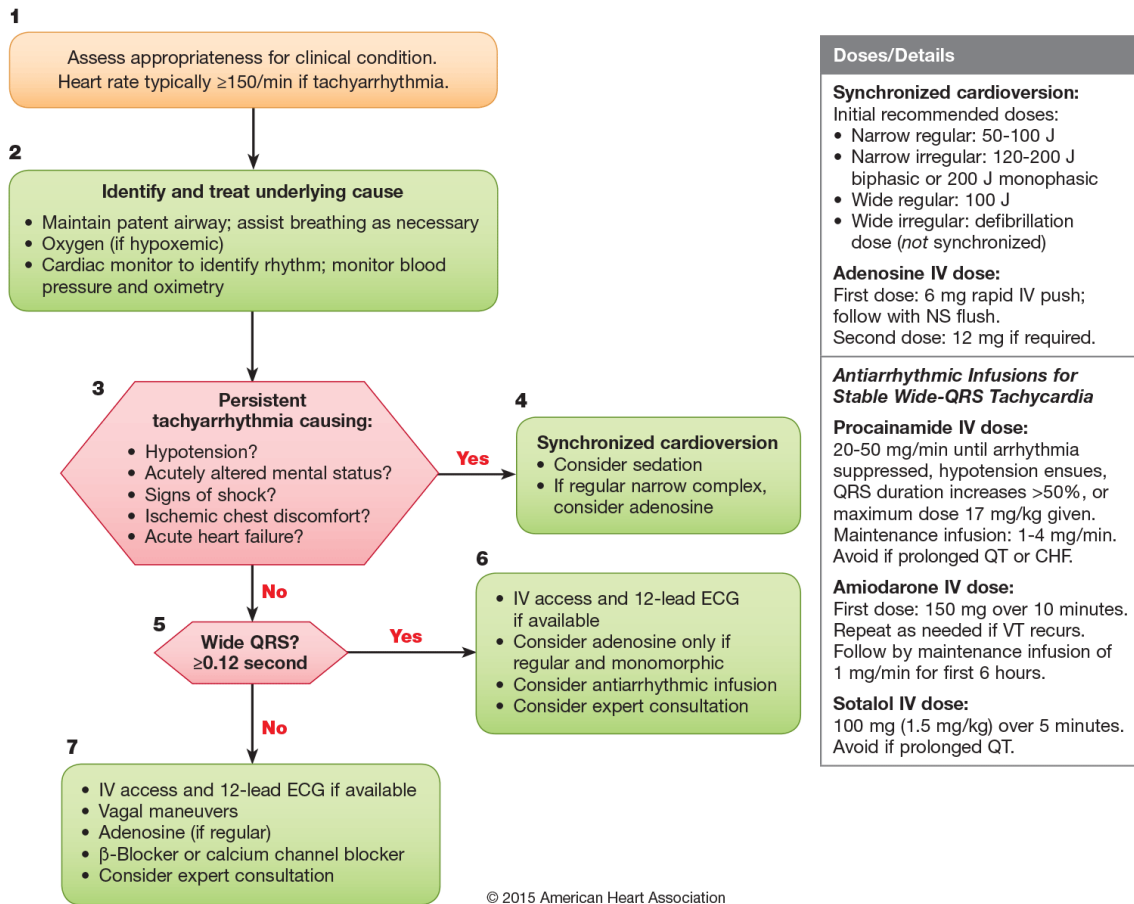 1
Assess appropriateness for clinical condition.
Heart rate typically ≥150/min if tachyarrhythmia.
2
Identify and treat underlying cause
• Maintain patent airway; assist breathing as necessary
• Oxygen (if hypoxemic)
• Cardiac monitor to identify rhythm; monitor blood
pressure and oximetry
3
Persistent
tachyarrhythmia causing:
• Hypotension?
• Acutely altered mental status?
• Signs of shock?
• Ischemic chest discomfort?
• Acute heart failure?
Yes
4
Synchronized cardioversion
• Consider sedation
• If regular narrow complex,
consider adenosine
No
5
Wide QRS?
≥0.12 second
Yes
6
• IV access and 12-lead ECG
if available
• Consider adenosine only if
regular and monomorphic
• Consider antiarrhythmic infusion
• Consider expert consultation
No
7
• IV access and 12-lead ECG if available
• Vagal maneuvers
• Adenosine (if regular)
• β-Blocker or calcium channel blocker
• Consider expert consultation
Doses/Details
Synchronized cardioversion:
Initial recommended doses:
• Narrow regular: 50-100 J
• Narrow irregular: 120-200 J
biphasic or 200 J monophasic
• Wide regular: 100 J
• Wide irregular: defibrillation
dose (not synchronized)
Adenosine IV dose:
First dose: 6 mg rapid IV push;
follow with NS flush.
Second dose: 12 mg if required.
Antiarrhythmic Infusions for
Stable Wide-QRS Tachycardia
Procainamide IV dose:
20-50 mg/min until arrhythmia
suppressed, hypotension ensues,
QRS duration increases >50%, or
maximum dose 17 mg/kg given.
Maintenance infusion: 1-4 mg/min.
Avoid if prolonged QT or CHF.
Amiodarone IV dose:
First dose: 150 mg over 10 minutes.
Repeat as needed if VT recurs.
Follow by maintenance infusion of
1 mg/min for first 6 hours.
Sotalol IV dose:
100 mg (1.5 mg/kg) over 5 minutes.
Avoid if prolonged QT.
© 2015 American Heart Association